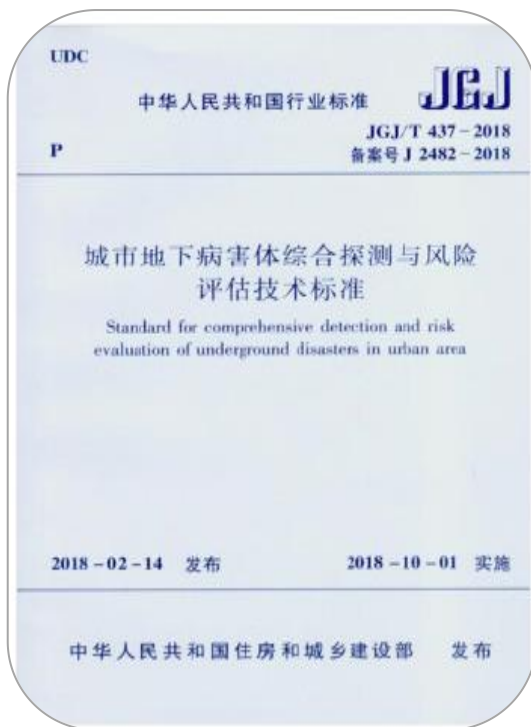 UDC
JGJ
中华人民共和国行业标准
JGJ/T 437-2018
P
备案号 J 2482-2018
城市地下病害体综合探测与风险
评估技术标准
Standard for comprehensive detection and risk
evaluation of underground disasters in urban area
2018-02-14 发布
2018-10-01 实施
中华人民共和国住房和城乡建设部 发布